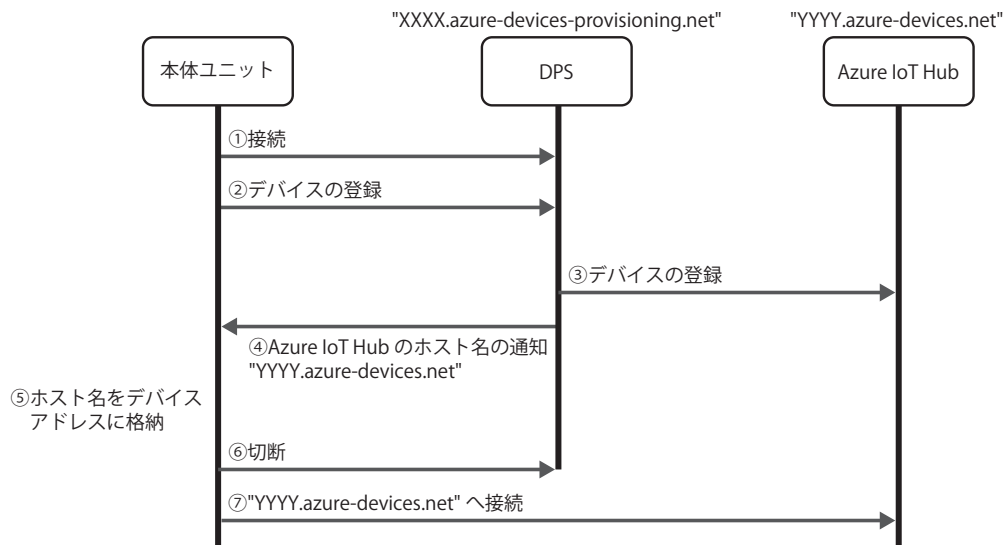 "XXXX.azure-devices-provisioning.net"
"YYYY.azure-devices.net"
本体ユニット
DPS
Azure IoT Hub
①接続
②デバイスの登録
③デバイスの登録
④Azure IoT Hub のホスト名の通知
"YYYY.azure-devices.net"
⑤ホスト名をデバイス
アドレスに格納
⑥切断
⑦"YYYY.azure-devices.net" へ接続